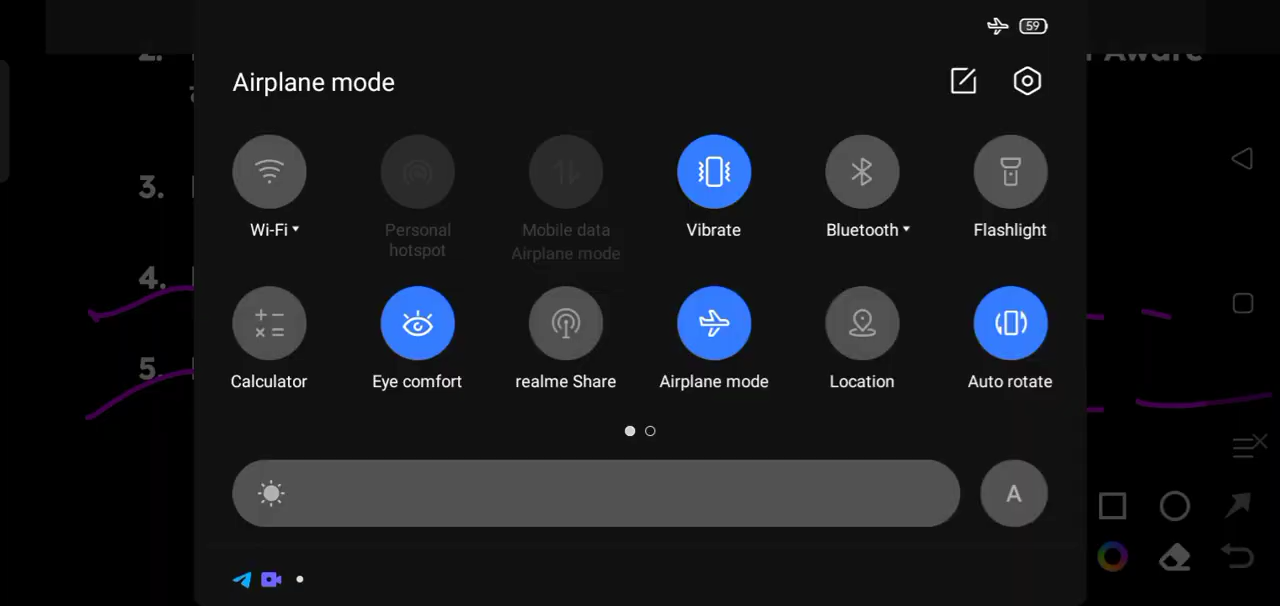 59
2.
Aware
Airplane mode
3.
Wi-Fi
Personal hotspot
Mobile data
Airplane mode
Vibrate
Bluetooth
Flashlight
4.
5.
Calculator
Eye comfort
realme Share
Airplane mode
Location
Auto rotate
A